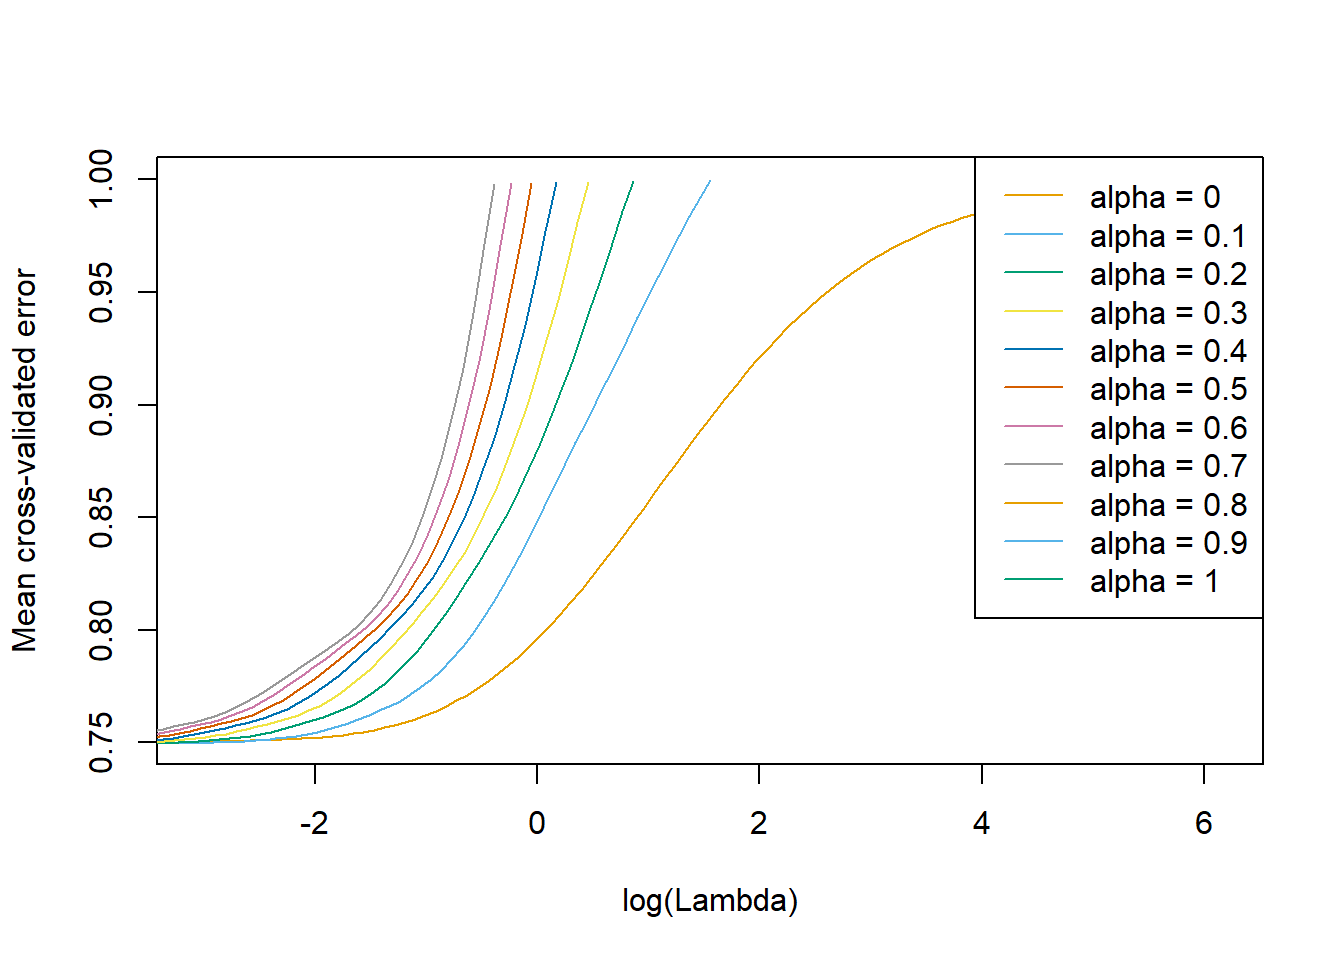 Mean cross-validated error
1.00
0.95
0.90
0.85
0.80
0.75
alpha = 0
alpha = 0.1
alpha = 0.2
alpha = 0.3
alpha = 0.4
alpha = 0.5
alpha = 0.6
alpha = 0.7
alpha = 0.8
alpha = 0.9
alpha = 1
-2 0 2 4 6
log(Lambda)